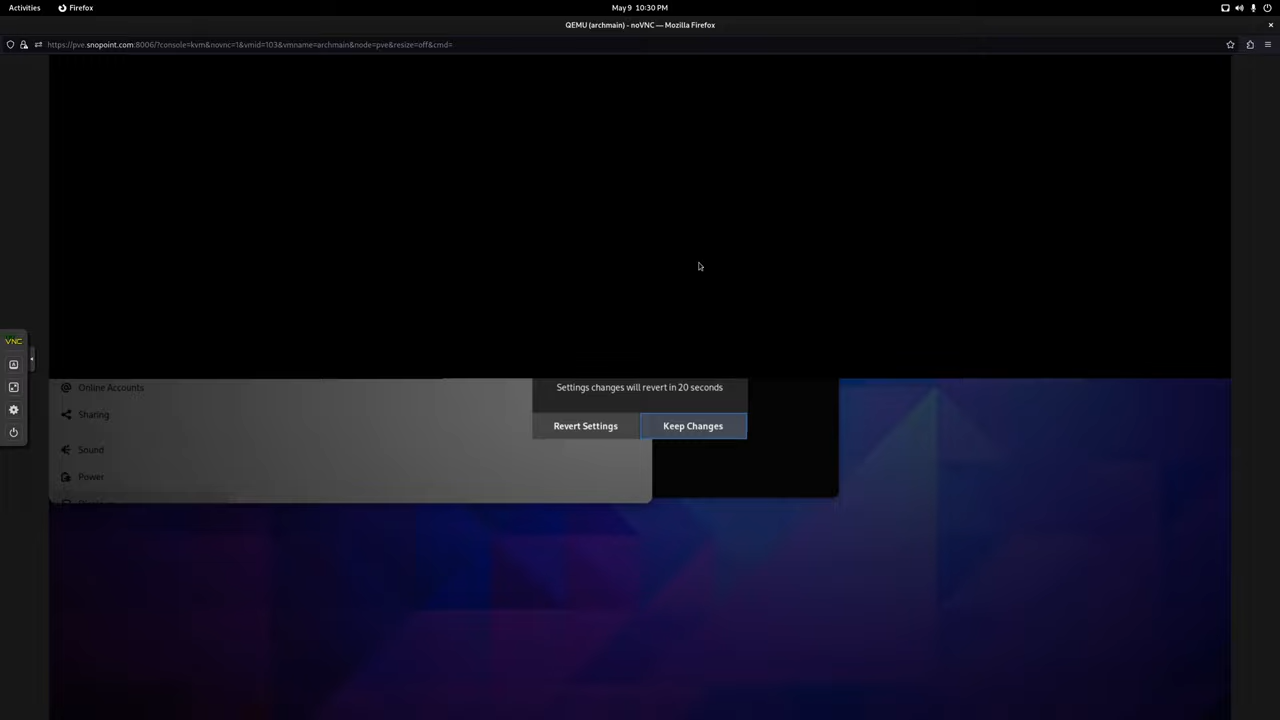 Activities
Firefox
May 9 10:30 PM
QEMU (archmain) - noVNC — Mozilla Firefox
https://pve.snopoint.com:8006/?console=kvm&novnc=1&vmid=103&vmname=archmain&node=pve&resize=off&cmd=
VNC
A
Online Accounts
Settings changes will revert in 20 seconds
Sharing
Revert Settings
Keep Changes
Sound
Power